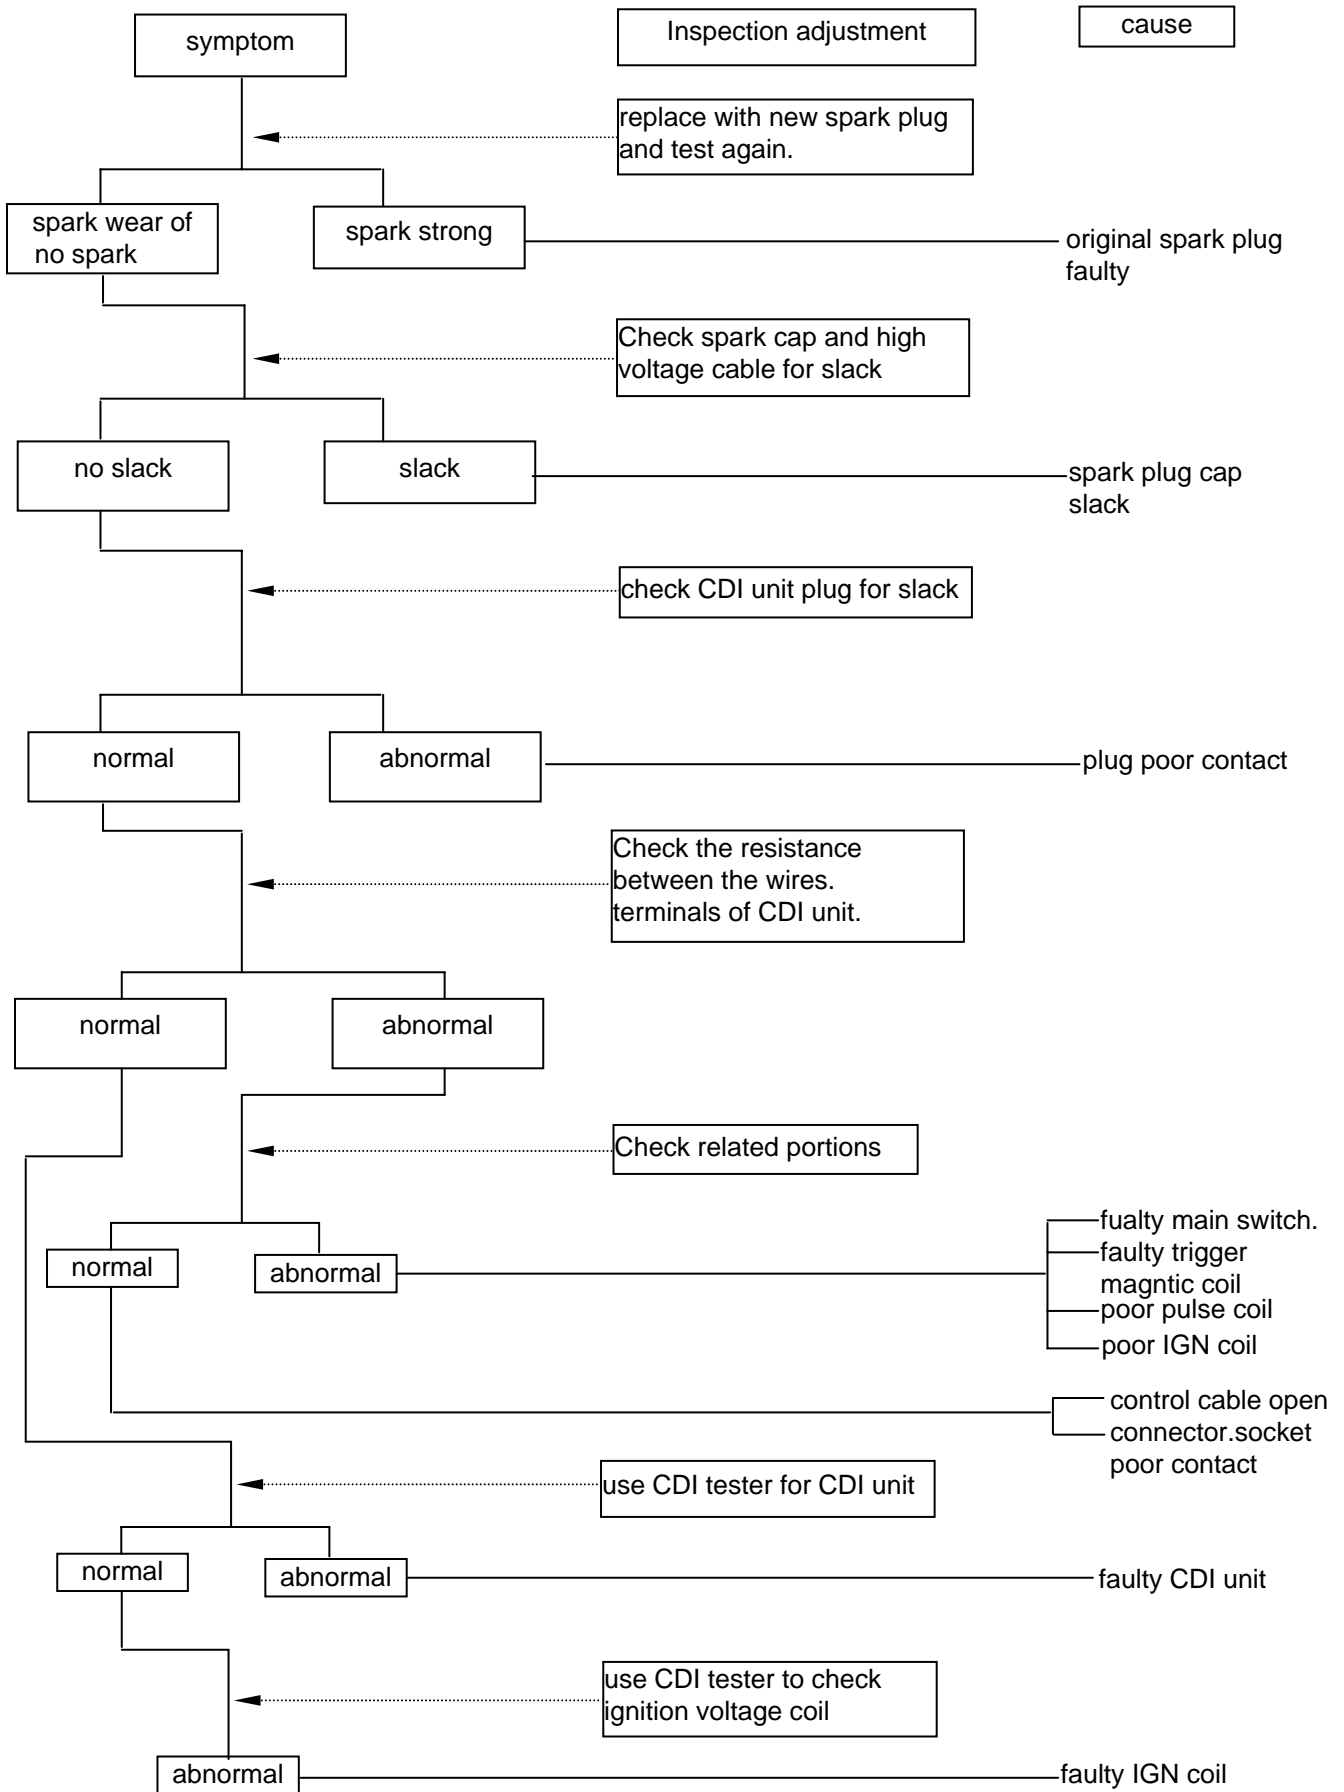 symptom
Inspection adjustment
cause
replace with new spark plug
and test again.
spark wear of
no spark
spark strong
original spark plug
faulty
Check spark cap and high
voltage cable for slack
no slack
slack
spark plug cap
slack
check CDI unit plug for slack
normal
abnormal
plug poor contact
Check the resistance
between the wires.
terminals of CDI unit.
normal
abnormal
Check related portions
normal
abnormal
fualty main switch.
faulty trigger
magntic coil
poor pulse coil
poor IGN coil
control cable open
connector.socket
poor contact
use CDI tester for CDI unit
normal
abnormal
faulty CDI unit
use CDI tester to check
ignition voltage coil
abnormal
faulty IGN coil